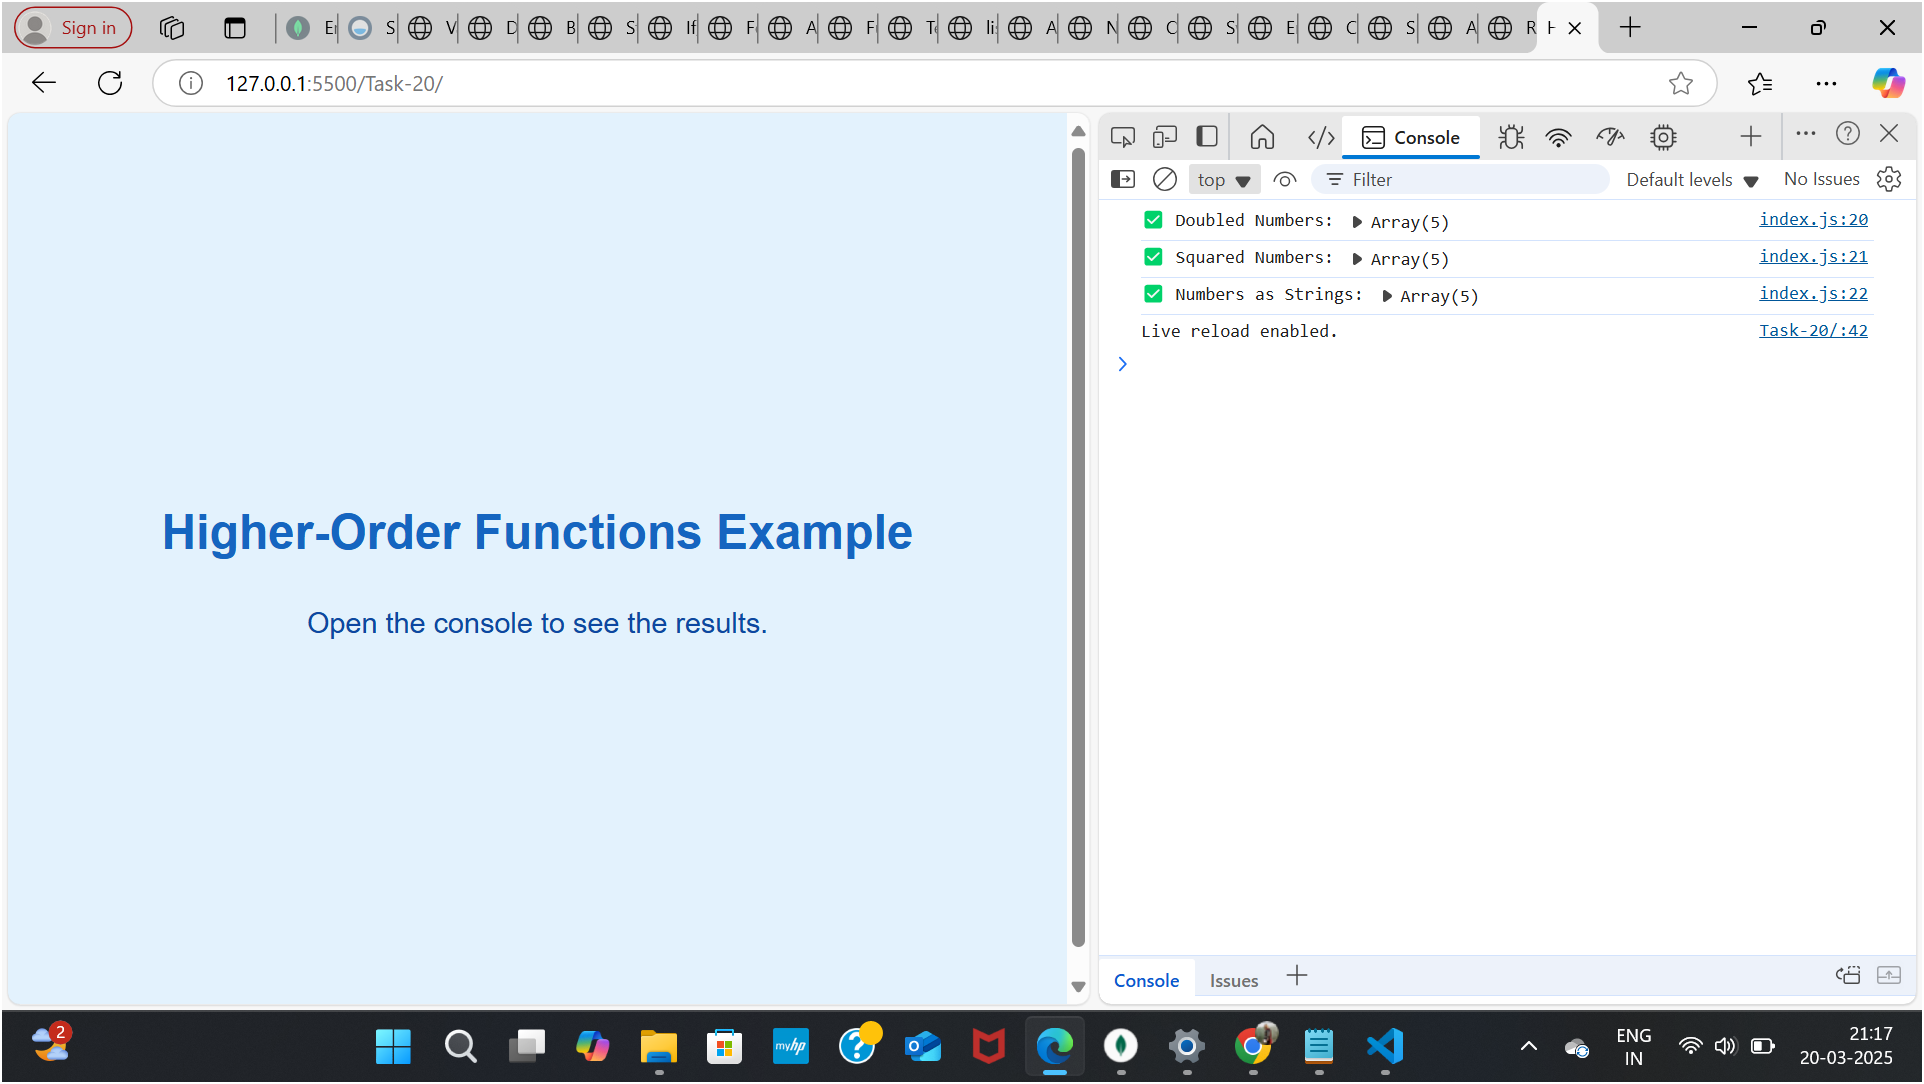 Sign in
127.0.0.1:5500/Task-20/
Console
top
Filter
Default levels
No Issues
Doubled Numbers: Array(5) index.js:20
Squared Numbers: Array(5) index.js:21
Numbers as Strings: Array(5) index.js:22
Live reload enabled. Task-20/:42
Higher-Order Functions Example
Open the console to see the results.
Console
Issues
2
myhp
ENG
IN
21:17
20-03-2025